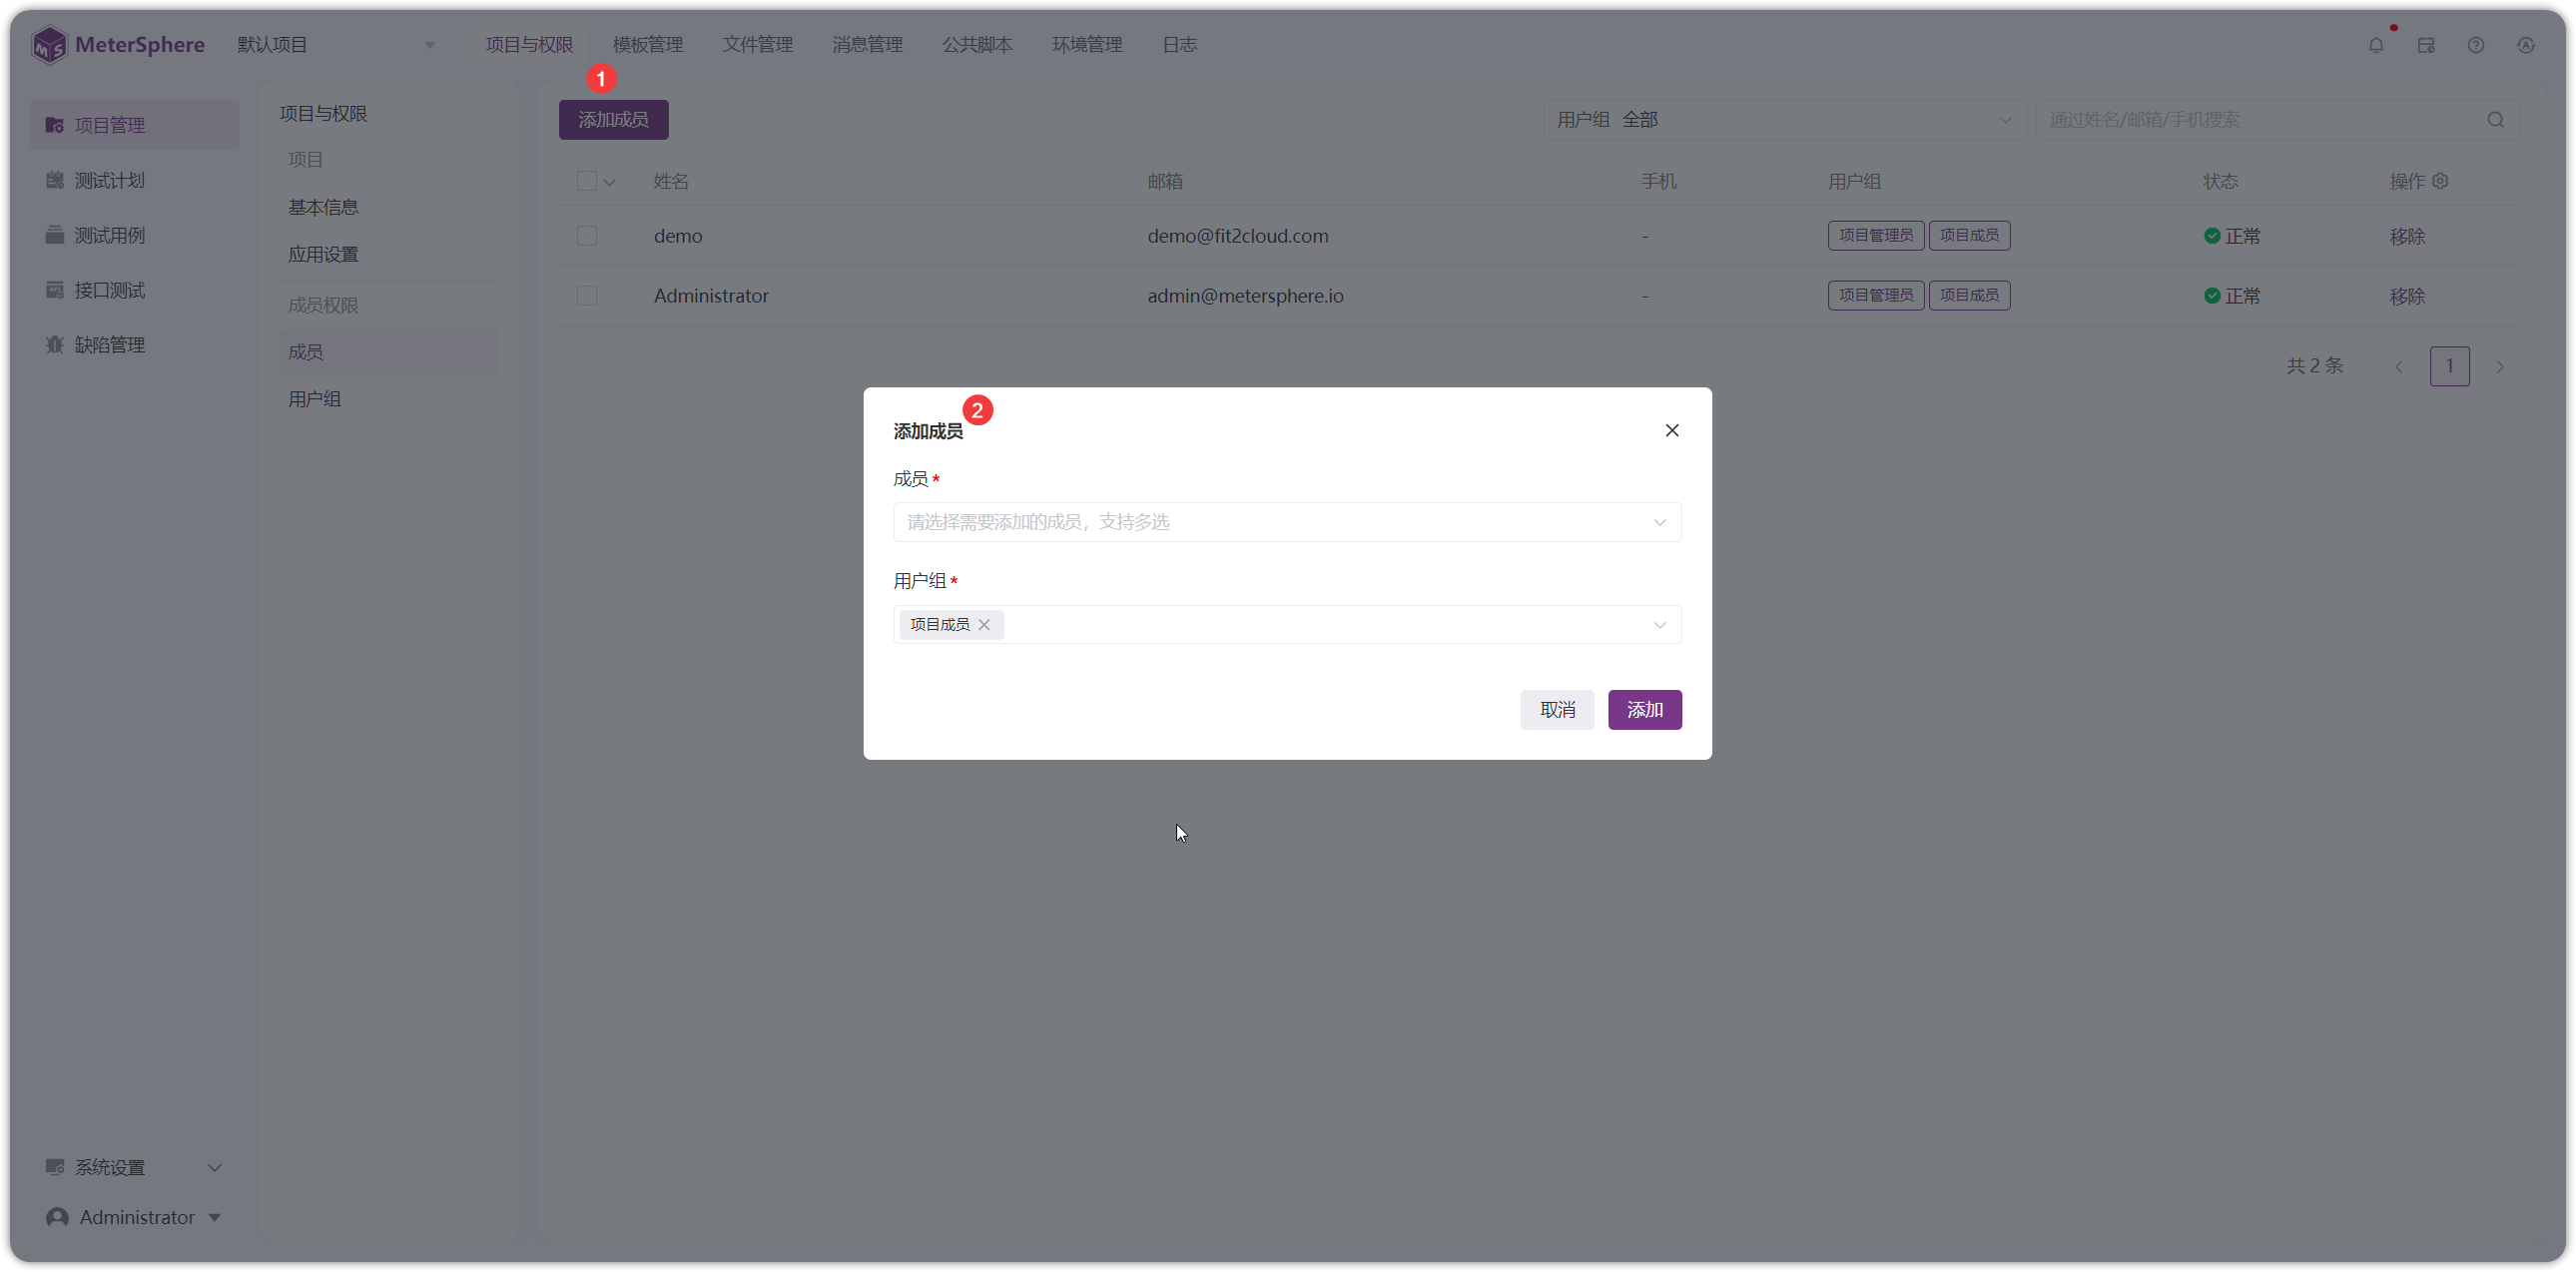 MeterSphere 默认项目 项目与权限 模板管理 文件管理 消息管理 公共脚本 环境管理 日志
1
项目管理
测试计划
测试用例
接口测试
缺陷管理
项目与权限
项目
基本信息
应用设置
成员权限
成员
用户组
添加成员 用户组 全部 通过姓名/邮箱/手机搜索
姓名 邮箱 手机 用户组 状态 操作
demo demo@fit2cloud.com - 项目管理员 项目成员 正常 移除
Administrator admin@metersphere.io - 项目管理员 项目成员 正常 移除
共 2 条 1
2
添加成员
成员*
请选择需要添加的成员，支持多选
用户组*
项目成员
取消 添加
系统设置
Administrator